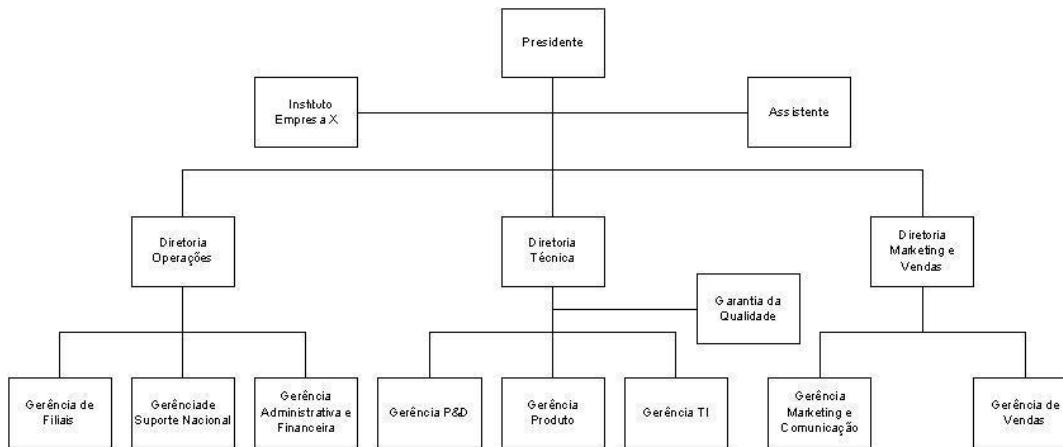 Presidente
Instituto
Empresa X
Assistente
Diretoria
Operações
Diretoria
Técnica
Diretoria
Marketing e
Vendas
Garantia da
Qualidade
Gerência de
Filiais
Gerênciade
Suporte Nacional
Gerência
Administrativa e
Financeira
Gerência P&D
Gerência
Produto
Gerência TI
Gerência
Marketing e
Comunicação
Gerência de
Vendas